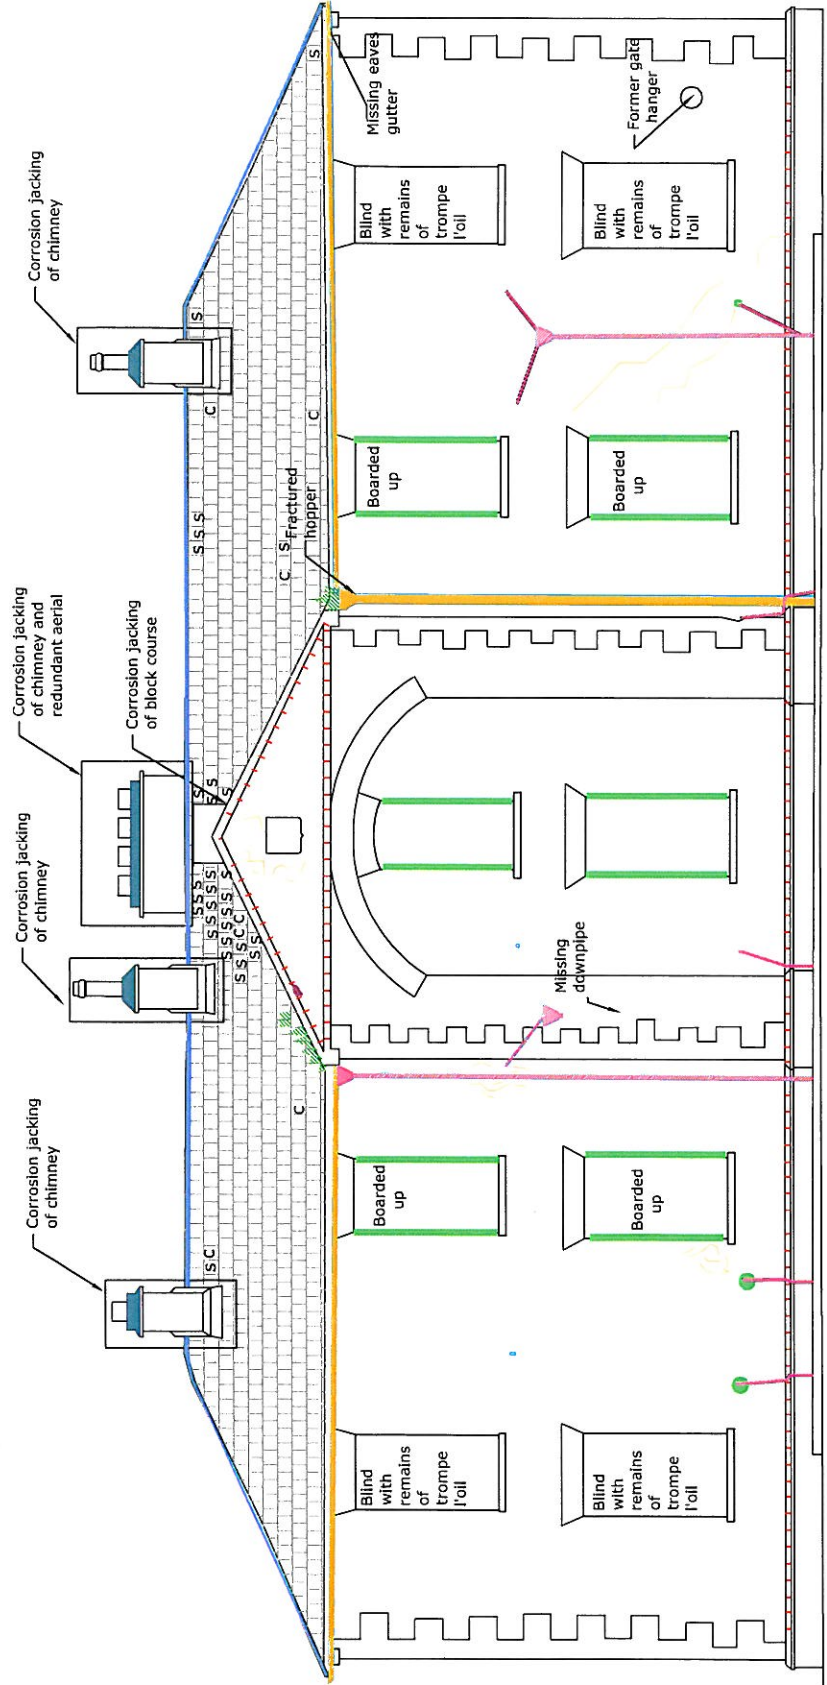 Corrosion jacking
of chimney
Corrosion jacking
of chimney
Corrosion jacking
of chimney and
redundant aerial
Corrosion jacking
of block course
Corrosion jacking
of chimney
S C
S S S
S S S S S
S S S S S
S S S C C
S S
S
S
S S
S
S S S
C
S
C
C
S
C
S
Fractured
hopper
Missing eaves
gutter
Blind
with
remains
of
trompe
l'oil
Boarded
up
Boarded
up
Blind
with
remains
of
trompe
l'oil
Missing
downpipe
Former gate
hanger
Blind
with
remains
of
trompe
l'oil
Boarded
up
Boarded
up
Blind
with
remains
of
trompe
l'oil